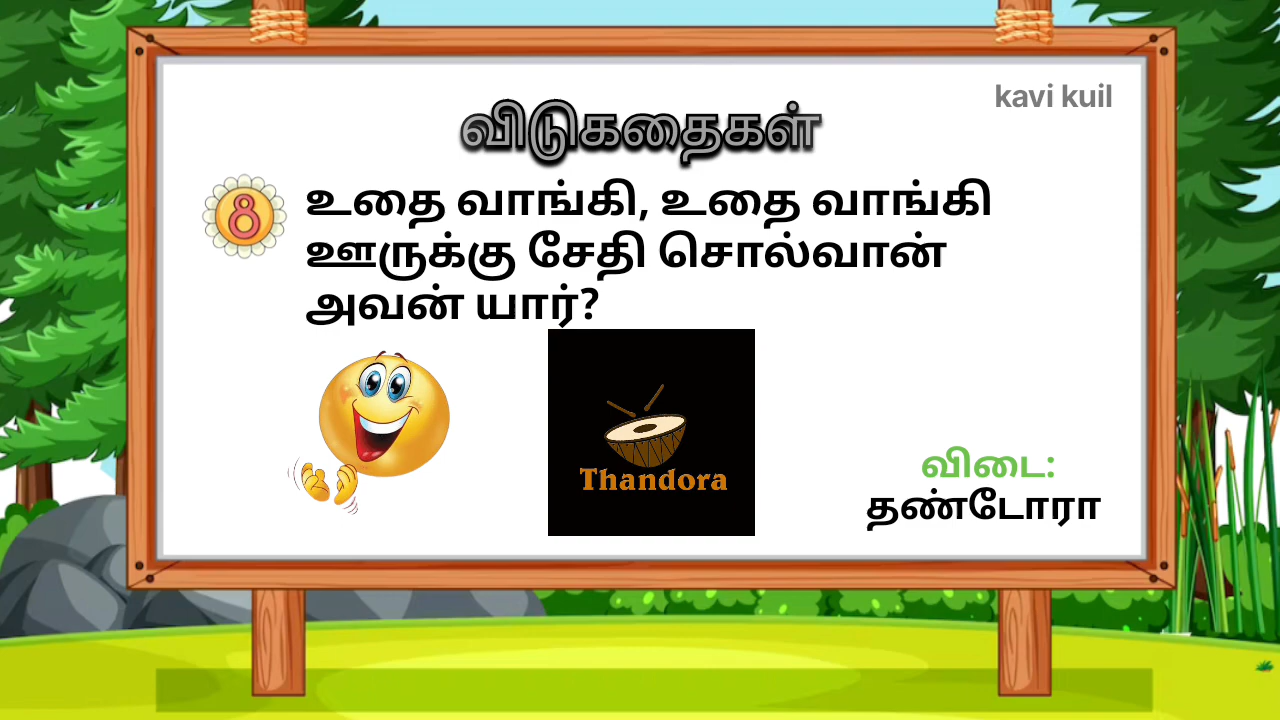 kavi kuil
விடுகதைகள்
8
உதை வாங்கி, உதை வாங்கி
ஊருக்கு சேதி சொல்வான்
அவன் யார்?
Thandora
விடை:
தண்டோரா